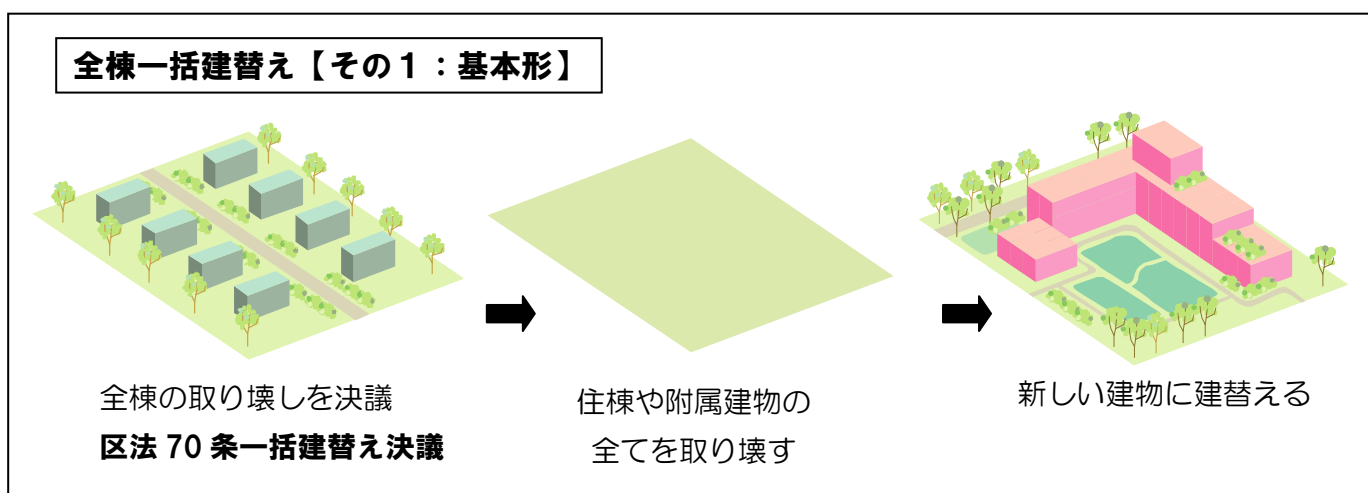 全棟一括建替え【その１：基本形】
全棟の取り壊しを決議
区法 70 条一括建替え決議
住棟や附属建物の
全てを取り壊す
新しい建物に建替える